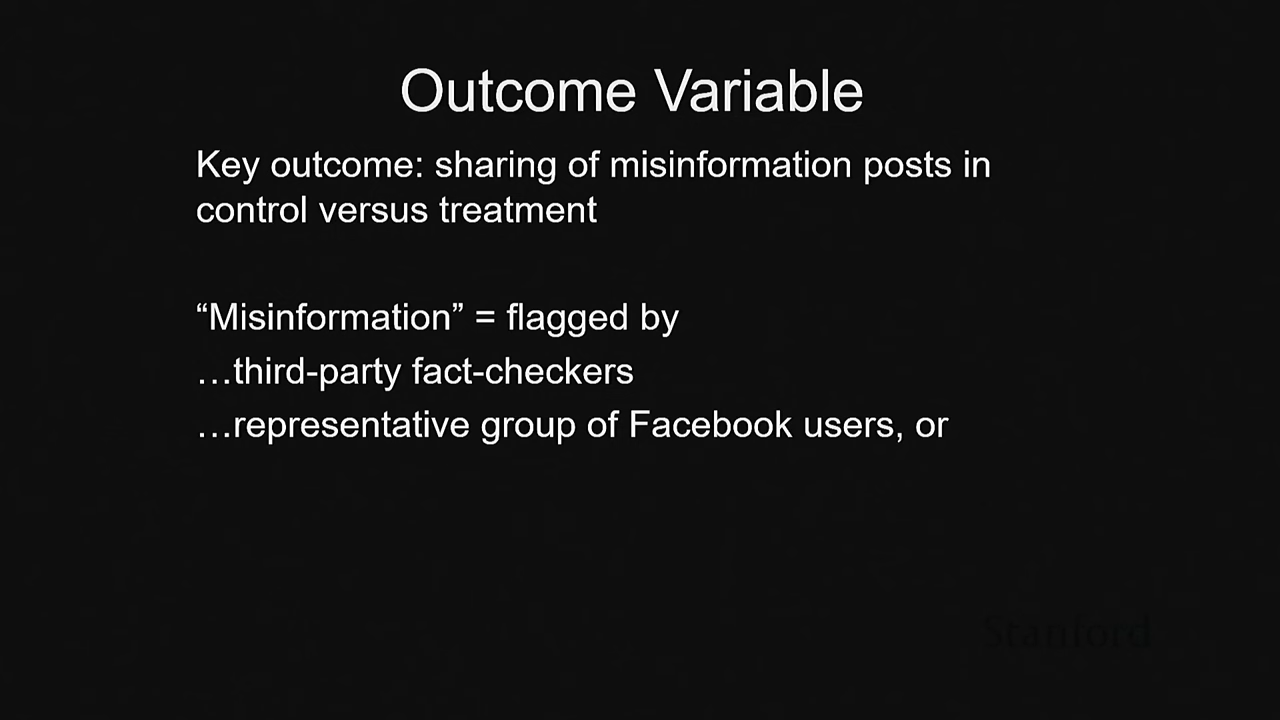 Outcome Variable
Key outcome: sharing of misinformation posts in
control versus treatment
“Misinformation” = flagged by
…third-party fact-checkers
…representative group of Facebook users, or
Stanford